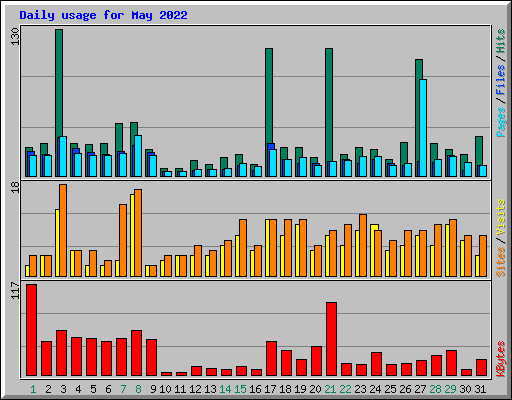 Daily usage for May 2022
130
Pages / Files / Hits
18
Sites / Visits
117
KBytes
1 2 3 4 5 6 7 8 9 10 11 12 13 14 15 16 17 18 19 20 21 22 23 24 25 26 27 28 29 30 31